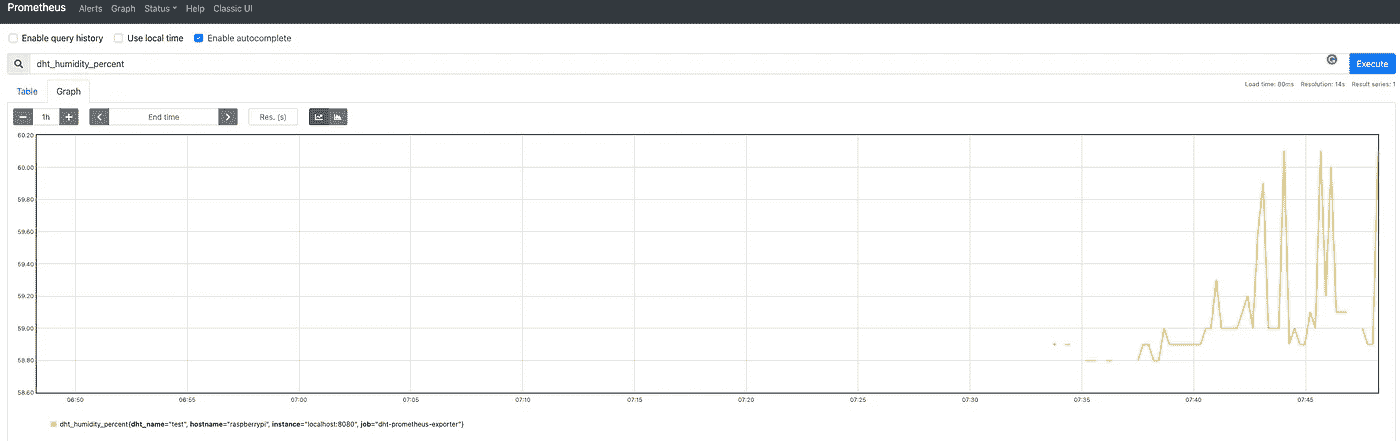 Prometheus Alerts Graph Status Help Classic UI
Enable query history Use local time Enable autocomplete
dht_humidity_percent Execute
Load time: 80ms Resolution: 14s Result series: 1
Table Graph
1h End time Res. (s)
60.20
60.00
59.80
59.60
59.40
59.20
59.00
58.80
58.60
06:50 06:55 07:00 07:05 07:10 07:15 07:20 07:25 07:30 07:35 07:40 07:45
dht_humidity_percent{dht_name="test", hostname="raspberrypi", instance="localhost:8080", job="dht-prometheus-exporter"}